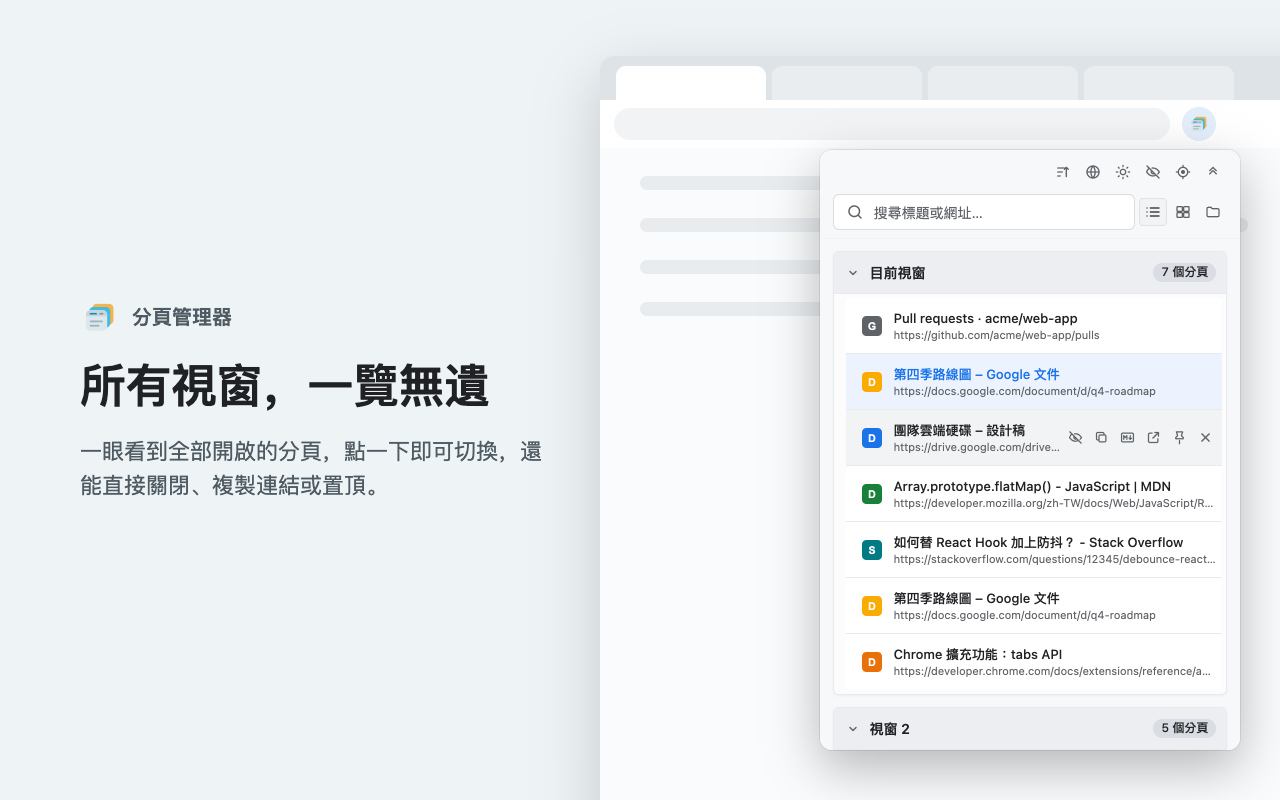 分頁管理器
所有視窗，一覽無遺
一眼看到全部開啟的分頁，點一下即可切換，還
能直接關閉、複製連結或置頂。
搜尋標題或網址...
目前視窗
7 個分頁
G
Pull requests · acme/web-app
https://github.com/acme/web-app/pulls
D
第四季路線圖 – Google 文件
https://docs.google.com/document/d/q4-roadmap
D
團隊雲端硬碟 – 設計稿
https://drive.google.com/drive...
D
Array.prototype.flatMap() - JavaScript | MDN
https://developer.mozilla.org/zh-TW/docs/Web/JavaScript/R...
S
如何替 React Hook 加上防抖？ - Stack Overflow
https://stackoverflow.com/questions/12345/debounce-react...
D
第四季路線圖 – Google 文件
https://docs.google.com/document/d/q4-roadmap
D
Chrome 擴充功能：tabs API
https://developer.chrome.com/docs/extensions/reference/a...
視窗 2
5 個分頁